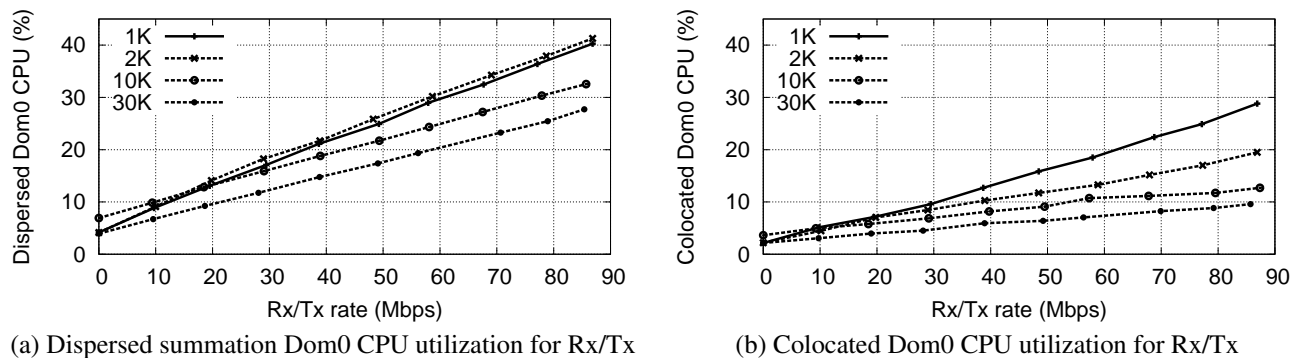 Dispersed Dom0 CPU (%)
40
30
20
10
0
1K
2K
10K
30K
0 10 20 30 40 50 60 70 80 90
Rx/Tx rate (Mbps)
(a) Dispersed summation Dom0 CPU utilization for Rx/Tx
Colocated Dom0 CPU (%)
40
30
20
10
0
1K
2K
10K
30K
0 10 20 30 40 50 60 70 80 90
Rx/Tx rate (Mbps)
(b) Colocated Dom0 CPU utilization for Rx/Tx